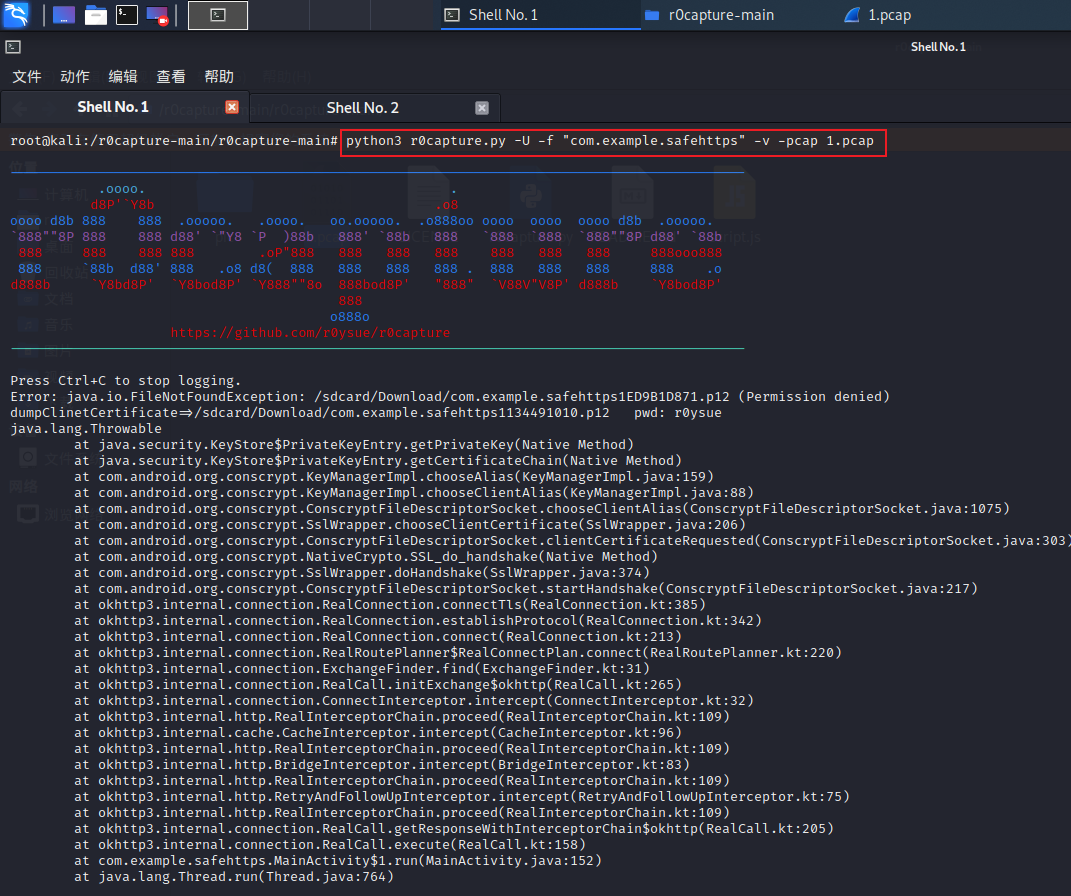 Shell No. 1
r0capture-main
1.pcap
Shell No. 1
文件 动作 编辑 查看 帮助
Shell No. 1
Shell No. 2
root@kali:/r0capture-main/r0capture-main# python3 r0capture.py -U -f "com.example.safehttps" -v -pcap 1.pcap
https://github.com/r0ysue/r0capture
Press Ctrl+C to stop logging.
Error: java.io.FileNotFoundException: /sdcard/Download/com.example.safehttps1ED9B1D871.p12 (Permission denied)
dumpClinetCertificate=>/sdcard/Download/com.example.safehttps1134491010.p12   pwd: r0ysue
java.lang.Throwable
at java.security.KeyStore$PrivateKeyEntry.getPrivateKey(Native Method)
at java.security.KeyStore$PrivateKeyEntry.getCertificateChain(Native Method)
at com.android.org.conscrypt.KeyManagerImpl.chooseAlias(KeyManagerImpl.java:159)
at com.android.org.conscrypt.KeyManagerImpl.chooseClientAlias(KeyManagerImpl.java:88)
at com.android.org.conscrypt.ConscryptFileDescriptorSocket.chooseClientAlias(ConscryptFileDescriptorSocket.java:1075)
at com.android.org.conscrypt.SslWrapper.chooseClientCertificate(SslWrapper.java:206)
at com.android.org.conscrypt.ConscryptFileDescriptorSocket.clientCertificateRequested(ConscryptFileDescriptorSocket.java:303)
at com.android.org.conscrypt.NativeCrypto.SSL_do_handshake(Native Method)
at com.android.org.conscrypt.SslWrapper.doHandshake(SslWrapper.java:374)
at com.android.org.conscrypt.ConscryptFileDescriptorSocket.startHandshake(ConscryptFileDescriptorSocket.java:217)
at okhttp3.internal.connection.RealConnection.connectTls(RealConnection.kt:385)
at okhttp3.internal.connection.RealConnection.establishProtocol(RealConnection.kt:342)
at okhttp3.internal.connection.RealConnection.connect(RealConnection.kt:213)
at okhttp3.internal.connection.RealRoutePlanner$RealConnectPlan.connect(RealRoutePlanner.kt:220)
at okhttp3.internal.connection.ExchangeFinder.find(ExchangeFinder.kt:31)
at okhttp3.internal.connection.RealCall.initExchange$okhttp(RealCall.kt:265)
at okhttp3.internal.connection.ConnectInterceptor.intercept(ConnectInterceptor.kt:32)
at okhttp3.internal.http.RealInterceptorChain.proceed(RealInterceptorChain.kt:109)
at okhttp3.internal.cache.CacheInterceptor.intercept(CacheInterceptor.kt:96)
at okhttp3.internal.http.RealInterceptorChain.proceed(RealInterceptorChain.kt:109)
at okhttp3.internal.http.BridgeInterceptor.intercept(BridgeInterceptor.kt:83)
at okhttp3.internal.http.RealInterceptorChain.proceed(RealInterceptorChain.kt:109)
at okhttp3.internal.http.RetryAndFollowUpInterceptor.intercept(RetryAndFollowUpInterceptor.kt:75)
at okhttp3.internal.http.RealInterceptorChain.proceed(RealInterceptorChain.kt:109)
at okhttp3.internal.connection.RealCall.getResponseWithInterceptorChain$okhttp(RealCall.kt:205)
at okhttp3.internal.connection.RealCall.execute(RealCall.kt:158)
at com.example.safehttps.MainActivity$1.run(MainActivity.java:152)
at java.lang.Thread.run(Thread.java:764)